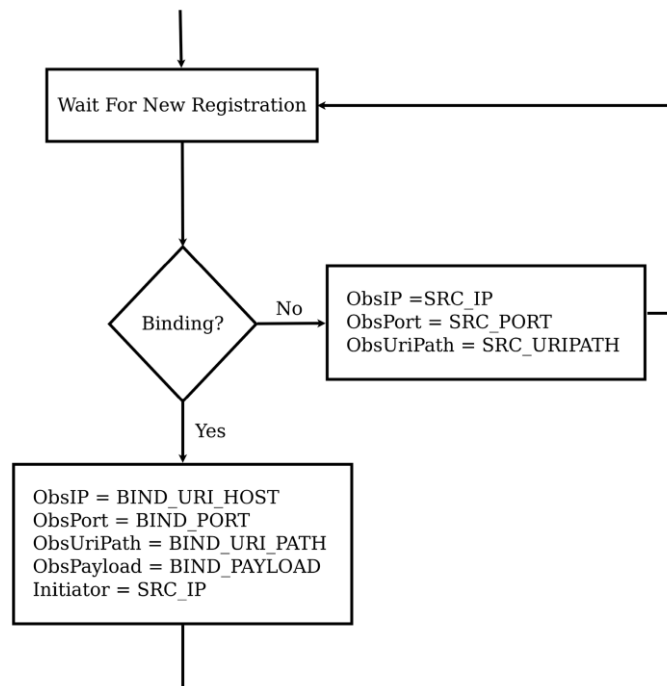 Wait For New Registration
Binding?
No
ObsIP =SRC_IP
ObsPort = SRC_PORT
ObsUriPath = SRC_URIPATH
Yes
ObsIP = BIND_URI_HOST
ObsPort = BIND_PORT
ObsUriPath = BIND_URI_PATH
ObsPayload = BIND_PAYLOAD
Initiator = SRC_IP